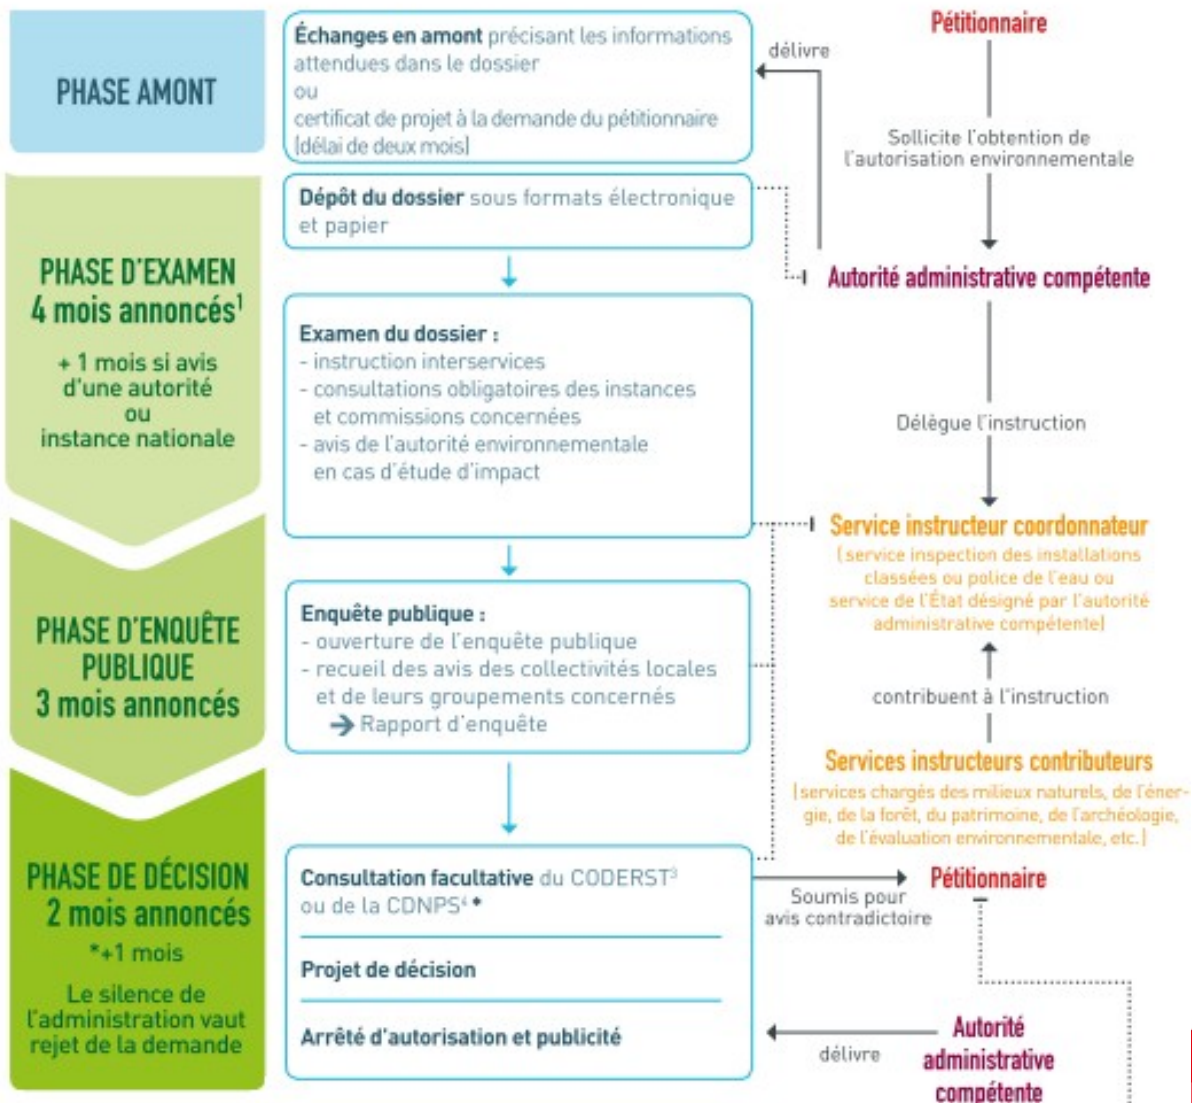 PHASE AMONT
Échanges en amont précisant les informations
attendues dans le dossier
ou
certificat de projet à la demande du pétitionnaire
(délai de deux mois)
délivre
Pétitionnaire
Sollicite l'obtention de
l'autorisation environnementale
Dépôt du dossier sous formats électronique
et papier
Autorité administrative compétente
PHASE D'EXAMEN
4 mois annoncés¹
+ 1 mois si avis
d'une autorité
ou
instance nationale
Examen du dossier :
- instruction interservices
- consultations obligatoires des instances
et commissions concernées
- avis de l'autorité environnementale
en cas d'étude d'impact
Délègue l'instruction
Service instructeur coordonnateur
(service inspection des installations
classées ou police de l'eau ou
service de l'État désigné par l'autorité
administrative compétente)
PHASE D'ENQUÊTE
PUBLIQUE
3 mois annoncés
Enquête publique :
- ouverture de l'enquête publique
- recueil des avis des collectivités locales
et de leurs groupements concernés
→ Rapport d'enquête
contribuent à l'instruction
Services instructeurs contributeurs
(services chargés des milieux naturels, de l'éner-
gie, de la forêt, du patrimoine, de l'archéologie,
de l'évaluation environnementale, etc.)
PHASE DE DÉCISION
2 mois annoncés
*+1 mois
Le silence de
l'administration vaut
rejet de la demande
Consultation facultative du CODERST³
ou de la CDNPS⁴ *
Projet de décision
Arrêté d'autorisation et publicité
Soumis pour
avis contradictoire
Pétitionnaire
délivre
Autorité
administrative
compétente